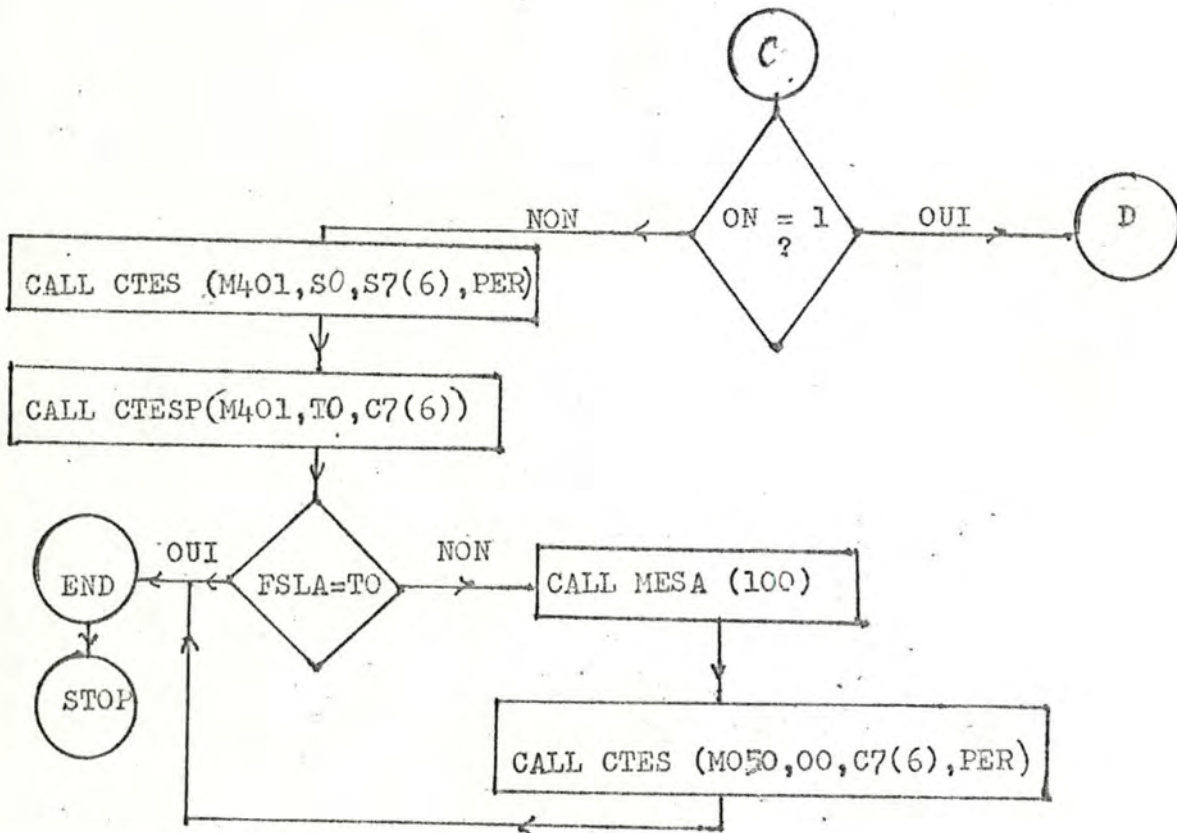 C
ON = 1
?
NON
OUI
D
CALL CTES (M401,S0,S7(6),PER)
CALL CTESP(M401,T0,C7(6))
OUI
NON
END
FSLA=T0
CALL MESA (100)
STOP
CALL CTES (M050,00,C7(6),PER)